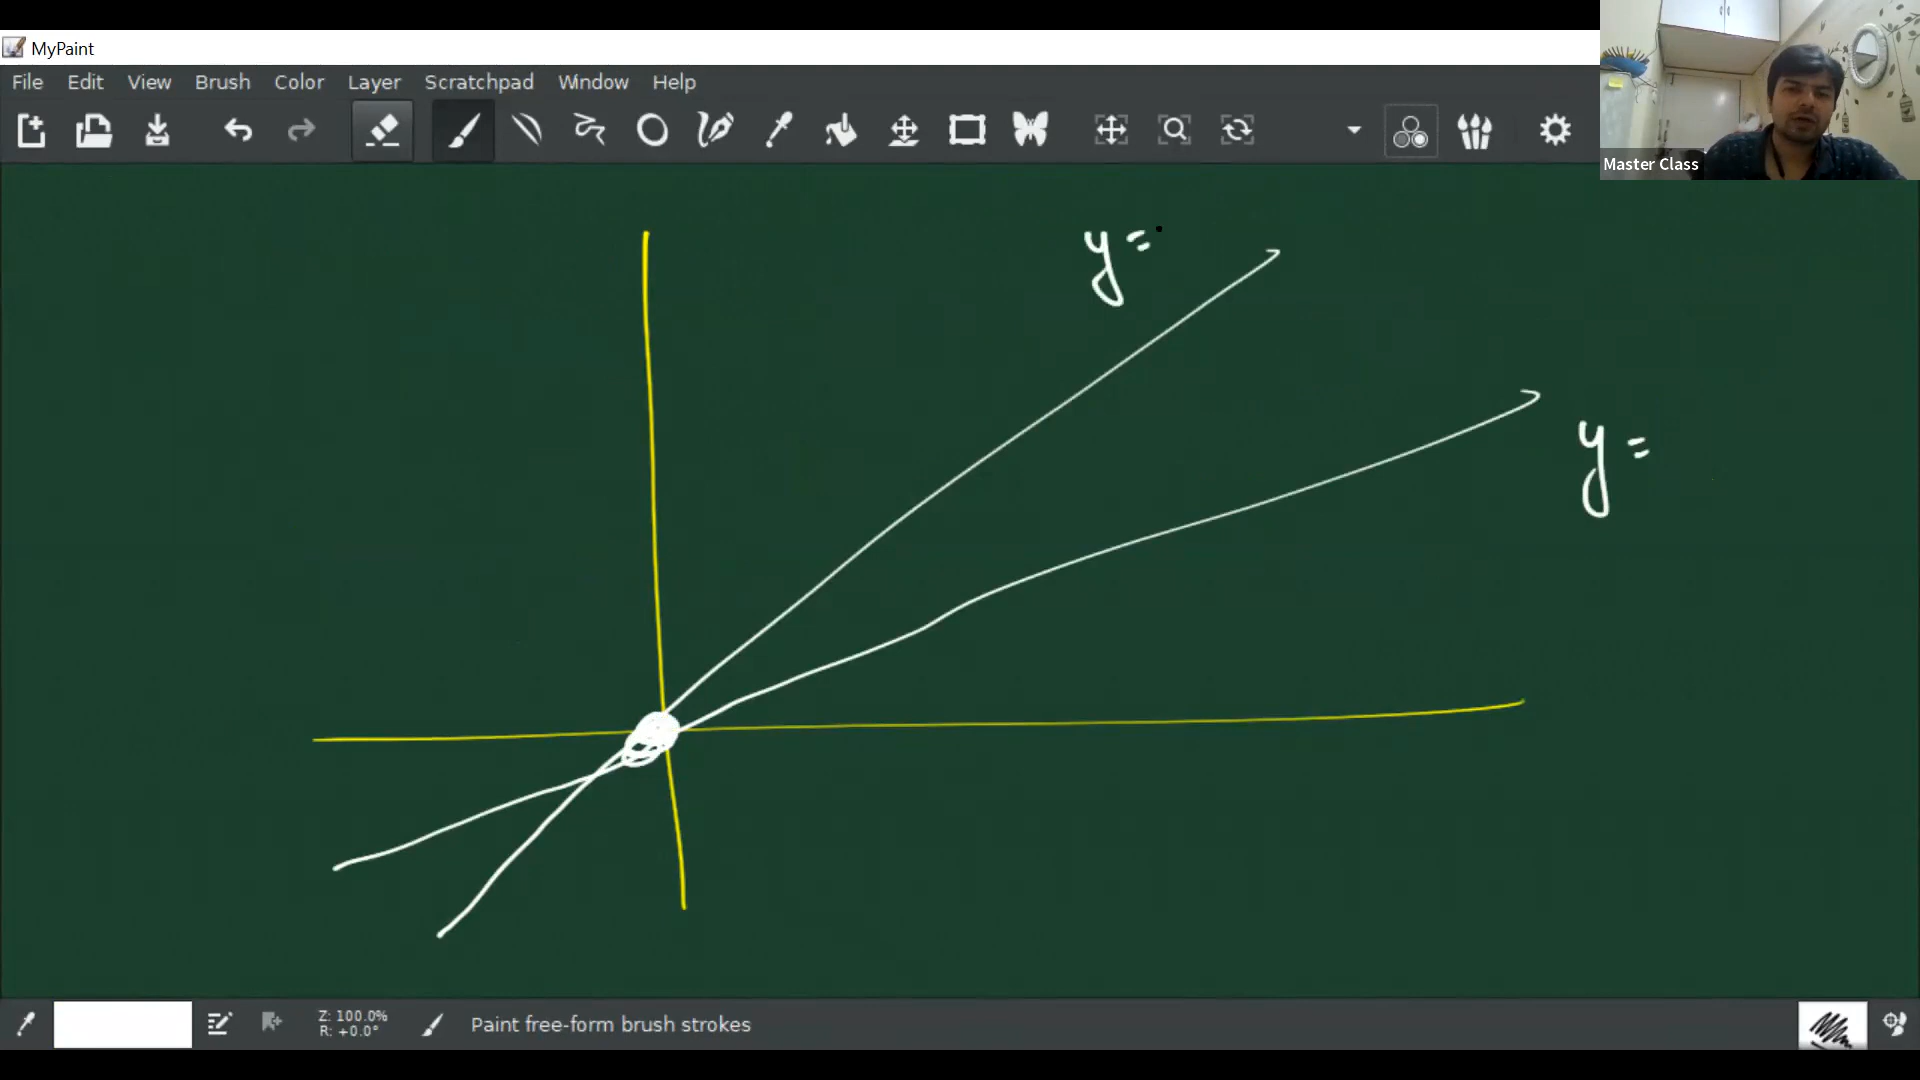 MyPaint
File Edit View Brush Color Layer Scratchpad Window Help
Master Class
y =
y =
Z: 100.0%
R: +0.0°
Paint free-form brush strokes